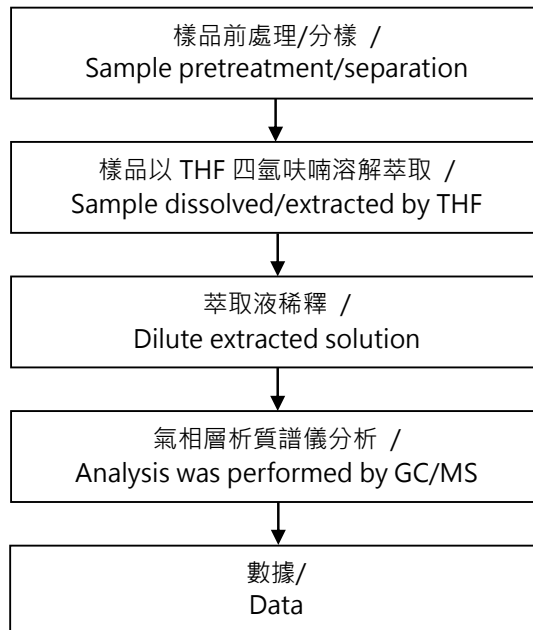 樣品前處理/分樣 /
Sample pretreatment/separation
樣品以 THF 四氫呋喃溶解萃取 /
Sample dissolved/extracted by THF
萃取液稀釋 /
Dilute extracted solution
氣相層析質譜儀分析 /
Analysis was performed by GC/MS
數據/
Data